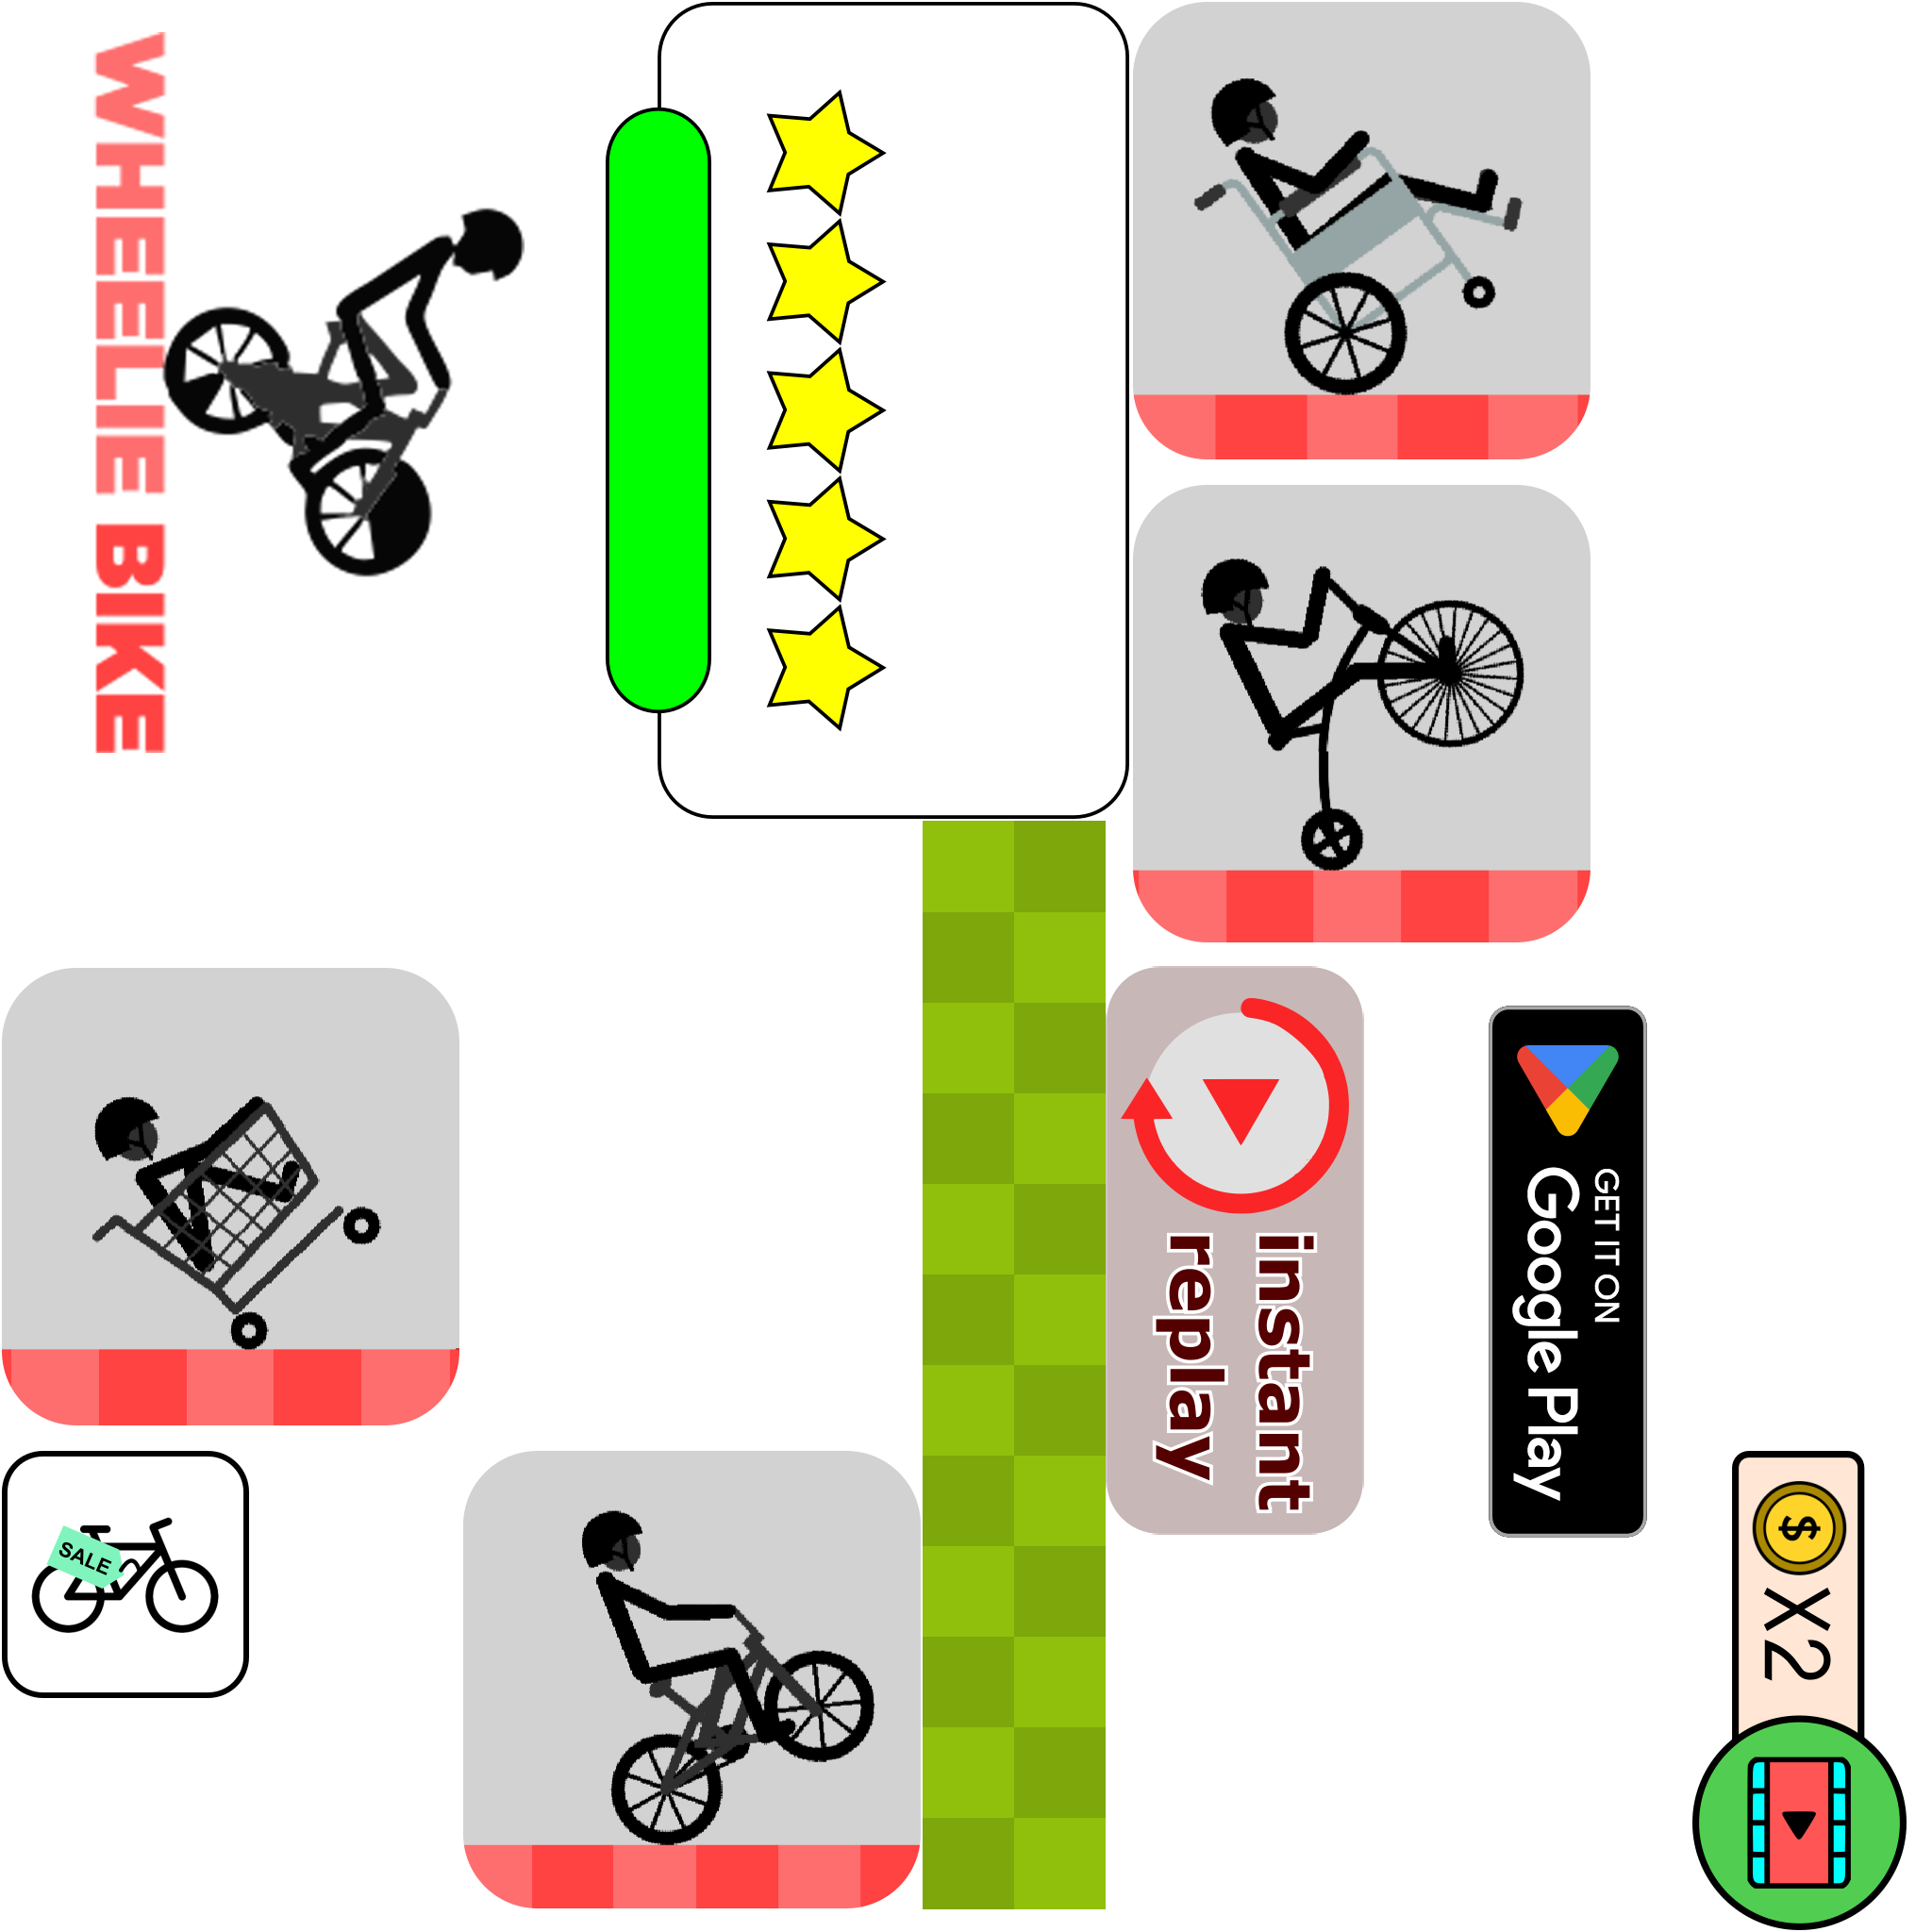 WHEELIE BIKE
instant
replay
GET IT ON
Google Play
SALE
$ X2